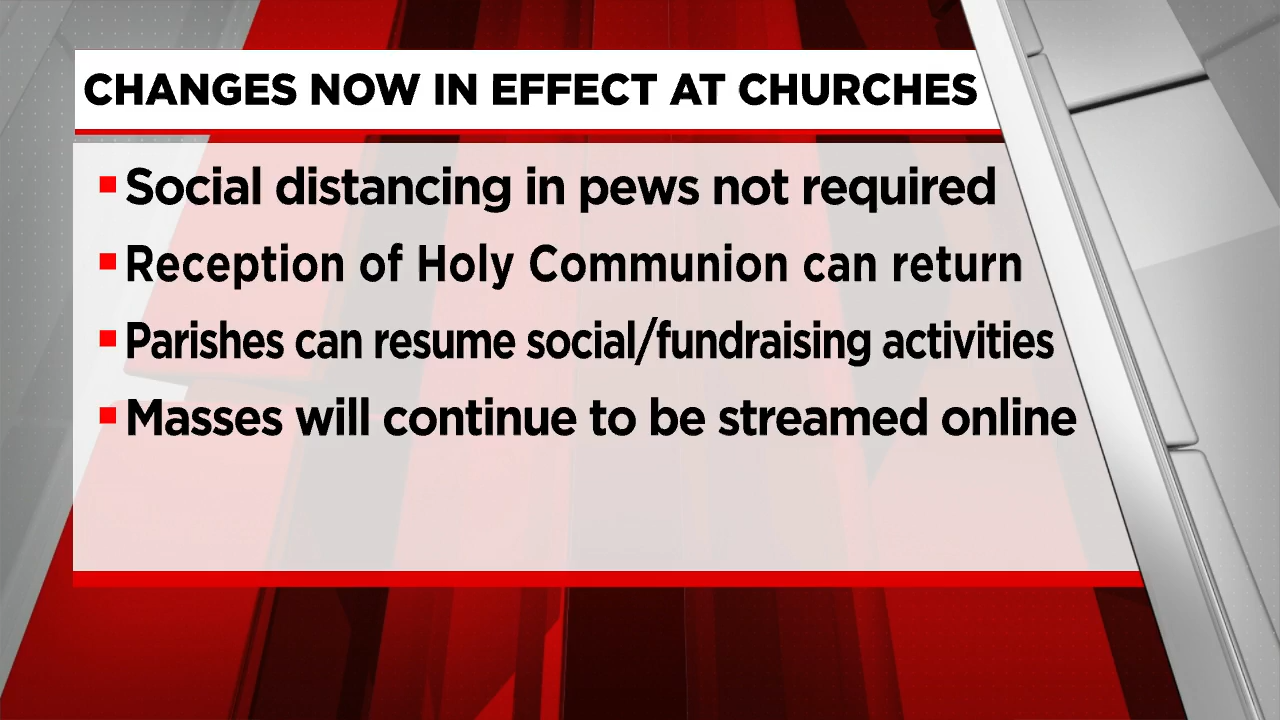 CHANGES NOW IN EFFECT AT CHURCHES
Social distancing in pews not required
Reception of Holy Communion can return
Parishes can resume social/fundraising activities
Masses will continue to be streamed online